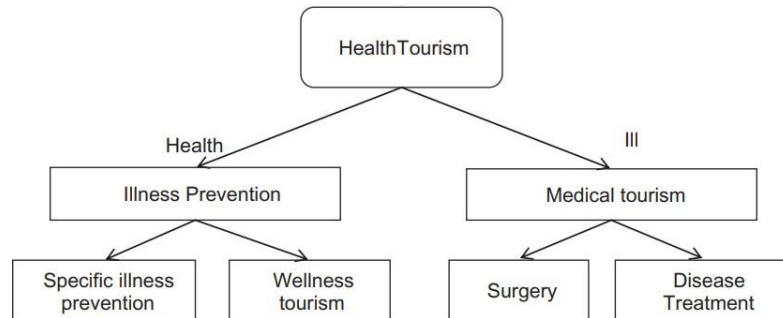 HealthTourism
Health
Ill
Illness Prevention
Medical tourism
Specific illness
prevention
Wellness
tourism
Surgery
Disease
Treatment